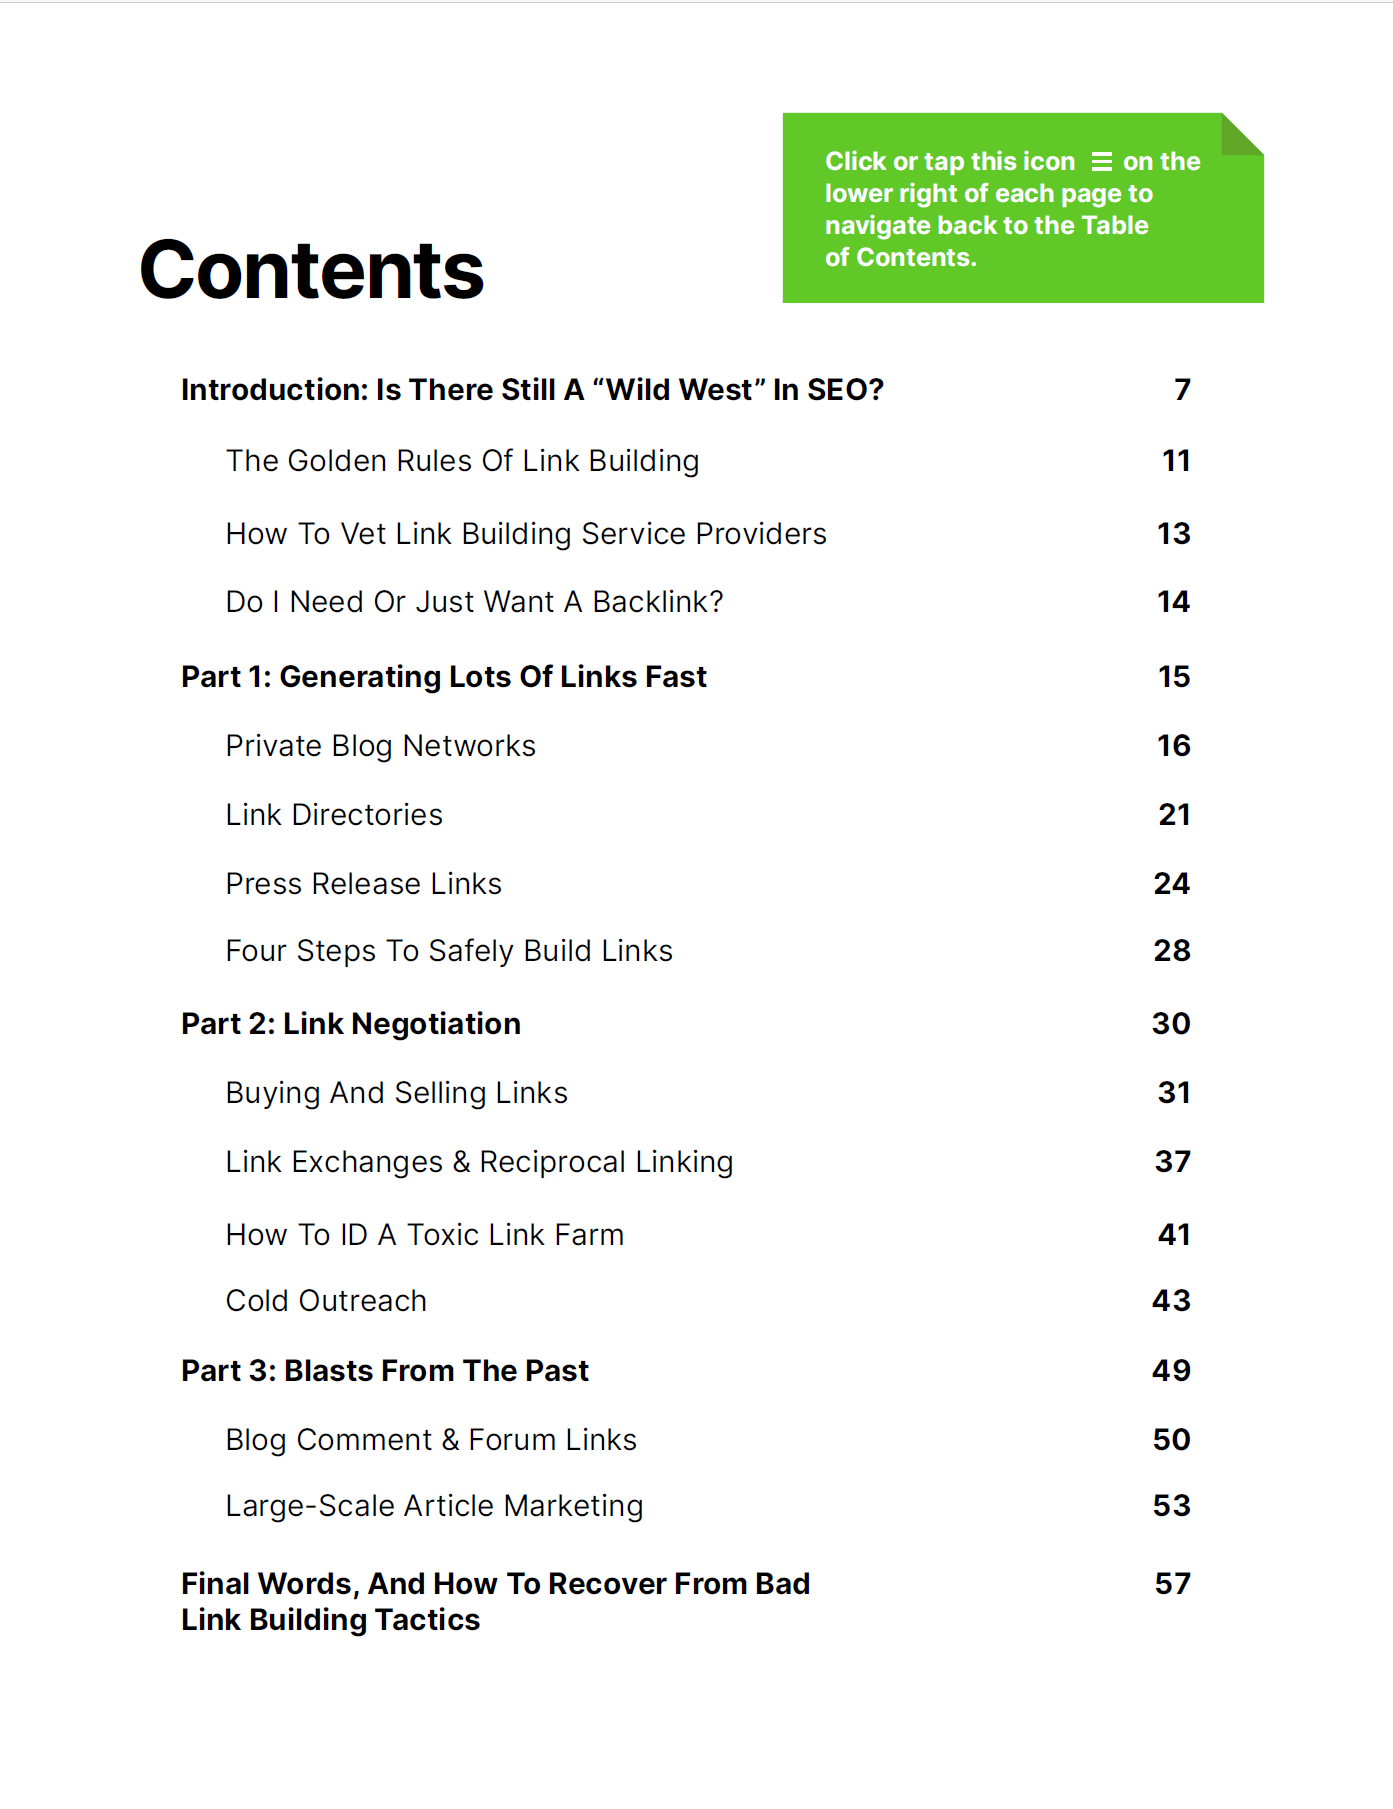 Click or tap this icon ☰ on the
lower right of each page to
navigate back to the Table
of Contents.
Contents
Introduction: Is There Still A “Wild West” In SEO? 7
The Golden Rules Of Link Building 11
How To Vet Link Building Service Providers 13
Do I Need Or Just Want A Backlink? 14
Part 1: Generating Lots Of Links Fast 15
Private Blog Networks 16
Link Directories 21
Press Release Links 24
Four Steps To Safely Build Links 28
Part 2: Link Negotiation 30
Buying And Selling Links 31
Link Exchanges & Reciprocal Linking 37
How To ID A Toxic Link Farm 41
Cold Outreach 43
Part 3: Blasts From The Past 49
Blog Comment & Forum Links 50
Large-Scale Article Marketing 53
Final Words, And How To Recover From Bad 57
Link Building Tactics